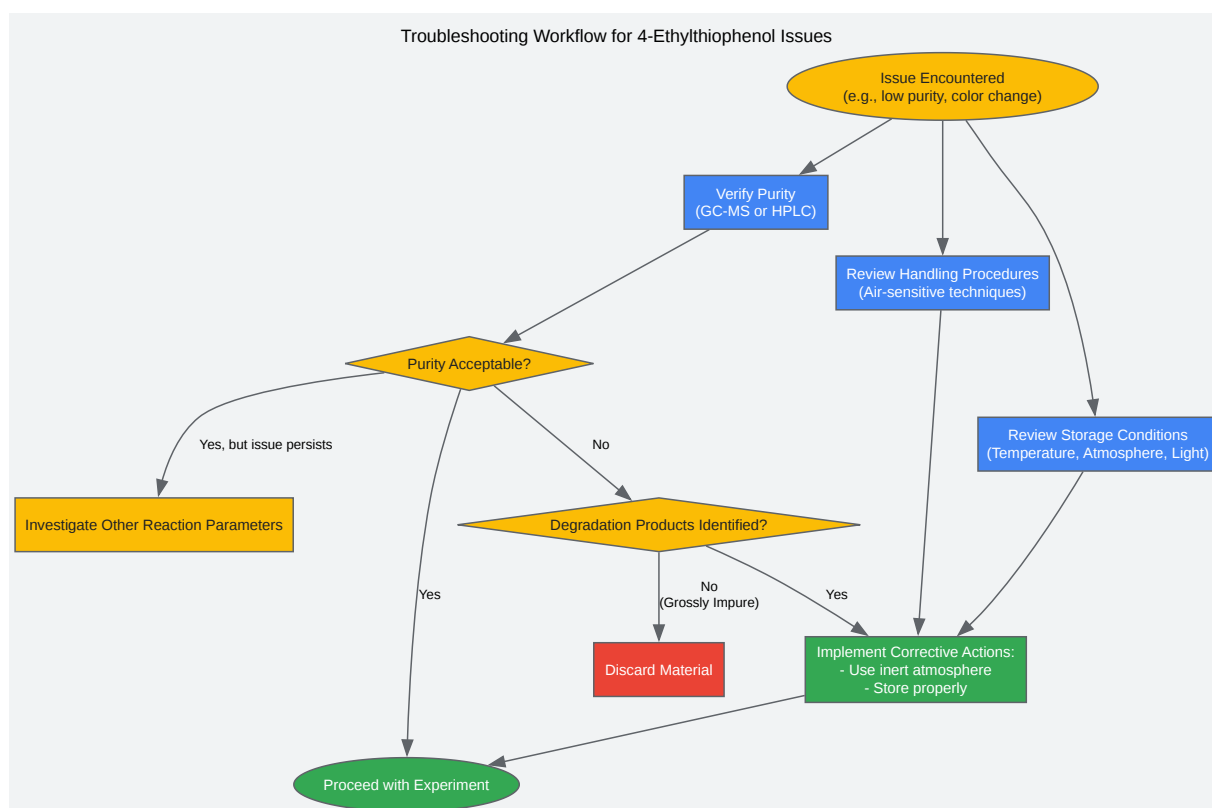 Troubleshooting Workflow for 4-Ethylthiophenol Issues
Issue Encountered
(e.g., low purity, color change)
Verify Purity
(GC-MS or HPLC)
Review Handling Procedures
(Air-sensitive techniques)
Purity Acceptable?
Review Storage Conditions
(Temperature, Atmosphere, Light)
Yes, but issue persists
No
Investigate Other Reaction Parameters
Degradation Products Identified?
Yes
No
(Grossly Impure)
Yes
Discard Material
Implement Corrective Actions:
- Use inert atmosphere
- Store properly
Proceed with Experiment